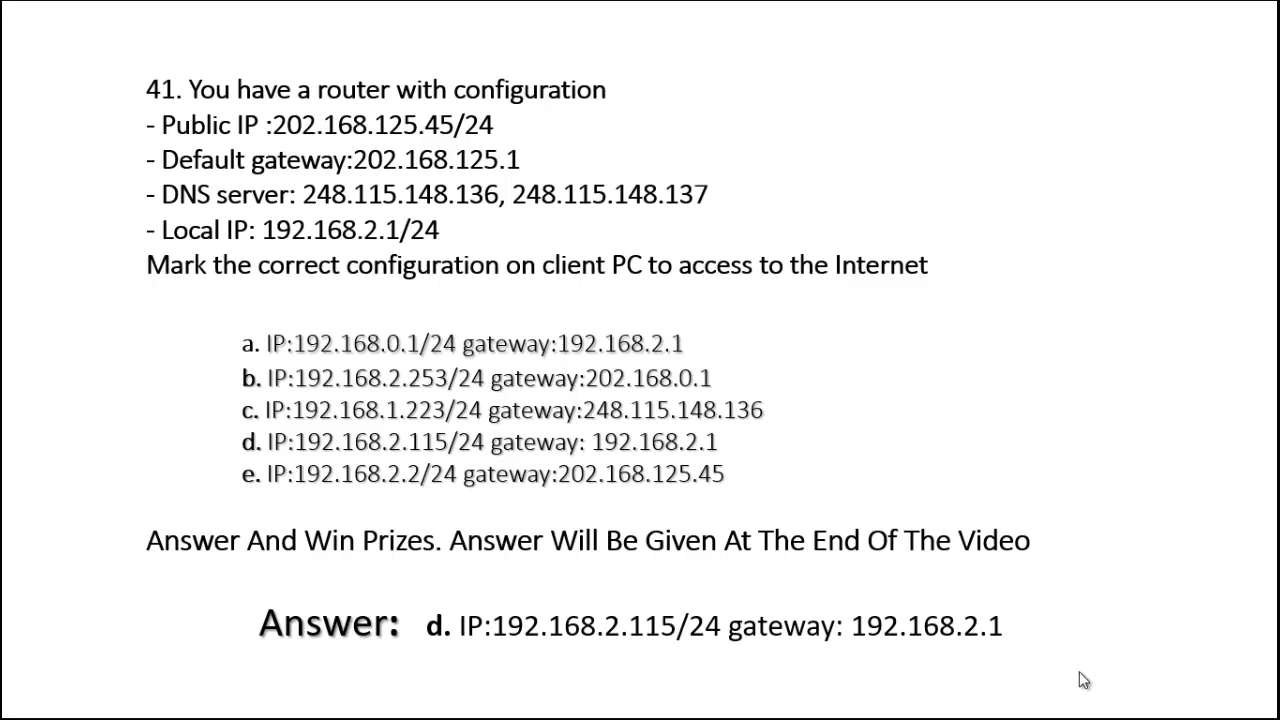 41. You have a router with configuration
- Public IP :202.168.125.45/24
- Default gateway:202.168.125.1
- DNS server: 248.115.148.136, 248.115.148.137
- Local IP: 192.168.2.1/24
Mark the correct configuration on client PC to access to the Internet
a. IP:192.168.0.1/24 gateway:192.168.2.1
b. IP:192.168.2.253/24 gateway:202.168.0.1
c. IP:192.168.1.223/24 gateway:248.115.148.136
d. IP:192.168.2.115/24 gateway: 192.168.2.1
e. IP:192.168.2.2/24 gateway:202.168.125.45
Answer And Win Prizes. Answer Will Be Given At The End Of The Video
Answer: d. IP:192.168.2.115/24 gateway: 192.168.2.1